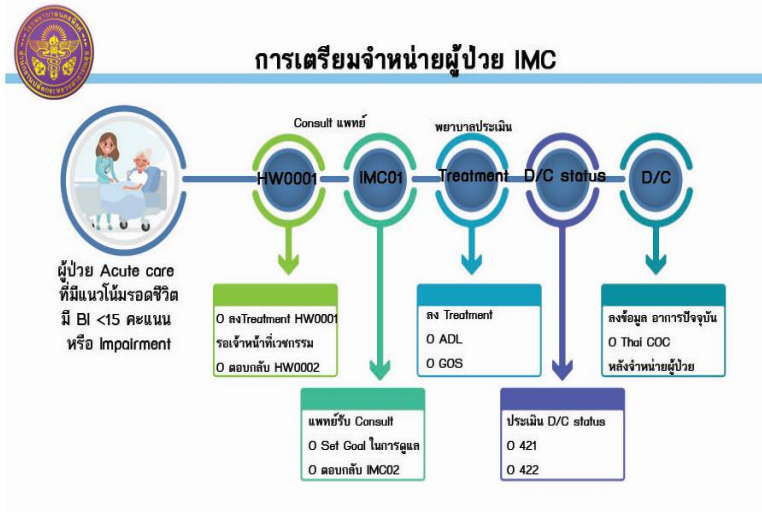 การเตรียมจำหน่ายผู้ป่วย IMC
Consult แพทย์
พยาบาลประเมิน
HW0001
IMC01
Treatment
D/C status
D/C
ผู้ป่วย Acute care
ที่มีแนวโน้มรอดชีวิต
มี BI <15 คะแนน
หรือ Impairment
O ลงTreatment HW0001
รอเจ้าหน้าที่เวชกรรม
O ตอบกลับ HW0002
แพทย์รับ Consult
O Set Goal ในการดูแล
O ตอบกลับ IMC02
ลง Treatment
O ADL
O GOS
ประเมิน D/C status
O 421
O 422
ลงข้อมูล อาการปัจจุบัน
O Thai COC
หลังจำหน่ายผู้ป่วย